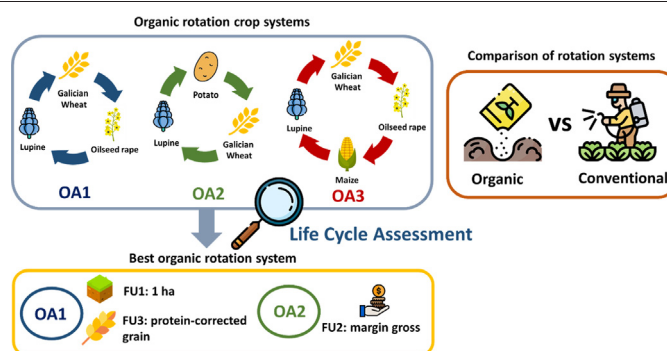 Organic rotation crop systems
Galician
Wheat
Lupine
Oilseed rape
OA1
Potato
Lupine
Galician
Wheat
OA2
Galician
Wheat
Lupine
Oilseed rape
Maize
OA3
Comparison of rotation systems
VS
Organic
Conventional
Life Cycle Assessment
Best organic rotation system
OA1
FU1: 1 ha
FU3: protein-corrected
grain
OA2
FU2: margin gross